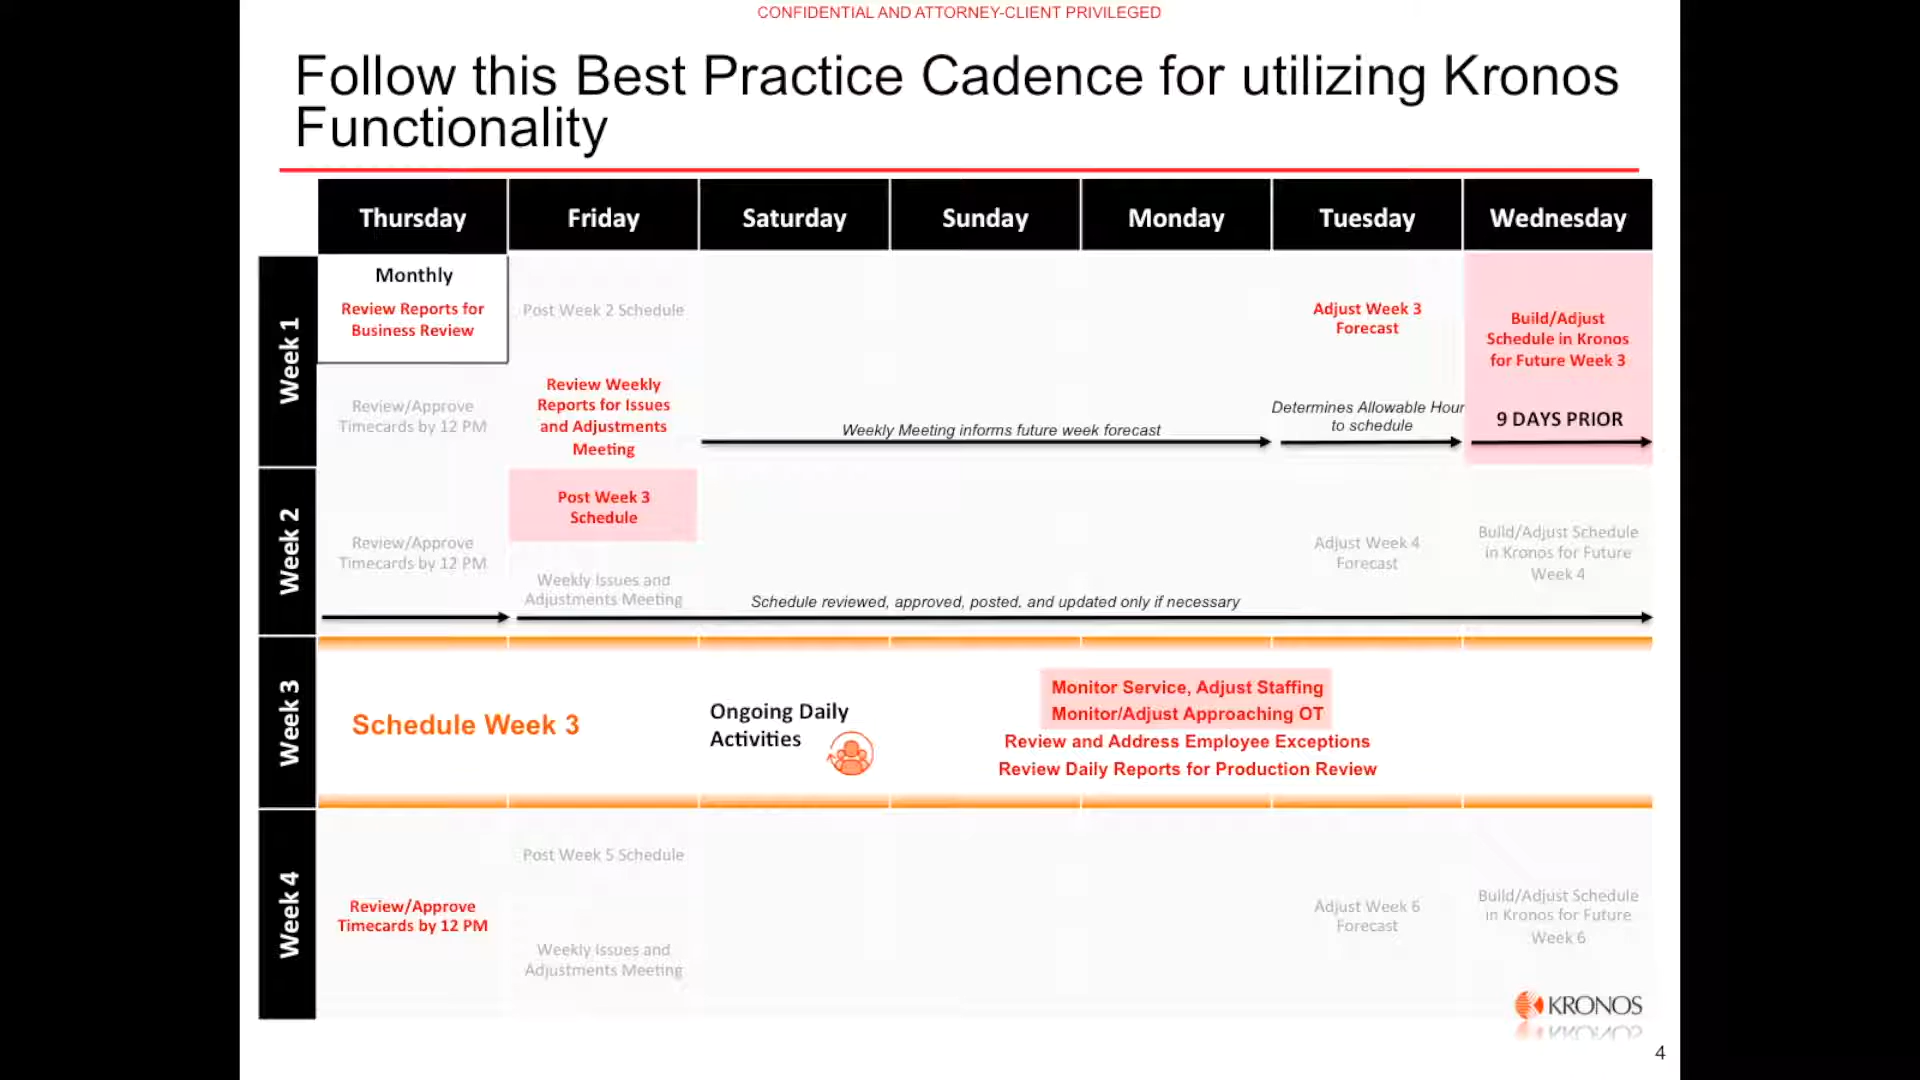 CONFIDENTIAL AND ATTORNEY-CLIENT PRIVILEGED
Follow this Best Practice Cadence for utilizing Kronos
Functionality
Thursday
Friday
Saturday
Sunday
Monday
Tuesday
Wednesday
Week 1
Monthly
Review Reports for
Business Review
Review/Approve
Timecards by 12 PM
Post Week 2 Schedule
Review Weekly
Reports for Issues
and Adjustments
Meeting
Weekly Meeting informs future week forecast
Adjust Week 3
Forecast
Determines Allowable Hour
to schedule
Build/Adjust
Schedule in Kronos
for Future Week 3
9 DAYS PRIOR
Week 2
Review/Approve
Timecards by 12 PM
Post Week 3
Schedule
Weekly Issues and
Adjustments Meeting
Schedule reviewed, approved, posted, and updated only if necessary
Adjust Week 4
Forecast
Build/Adjust Schedule
in Kronos for Future
Week 4
Week 3
Schedule Week 3
Ongoing Daily
Activities
Monitor Service, Adjust Staffing
Monitor/Adjust Approaching OT
Review and Address Employee Exceptions
Review Daily Reports for Production Review
Week 4
Review/Approve
Timecards by 12 PM
Post Week 5 Schedule
Weekly Issues and
Adjustments Meeting
Adjust Week 6
Forecast
Build/Adjust Schedule
in Kronos for Future
Week 6
KRONOS
4